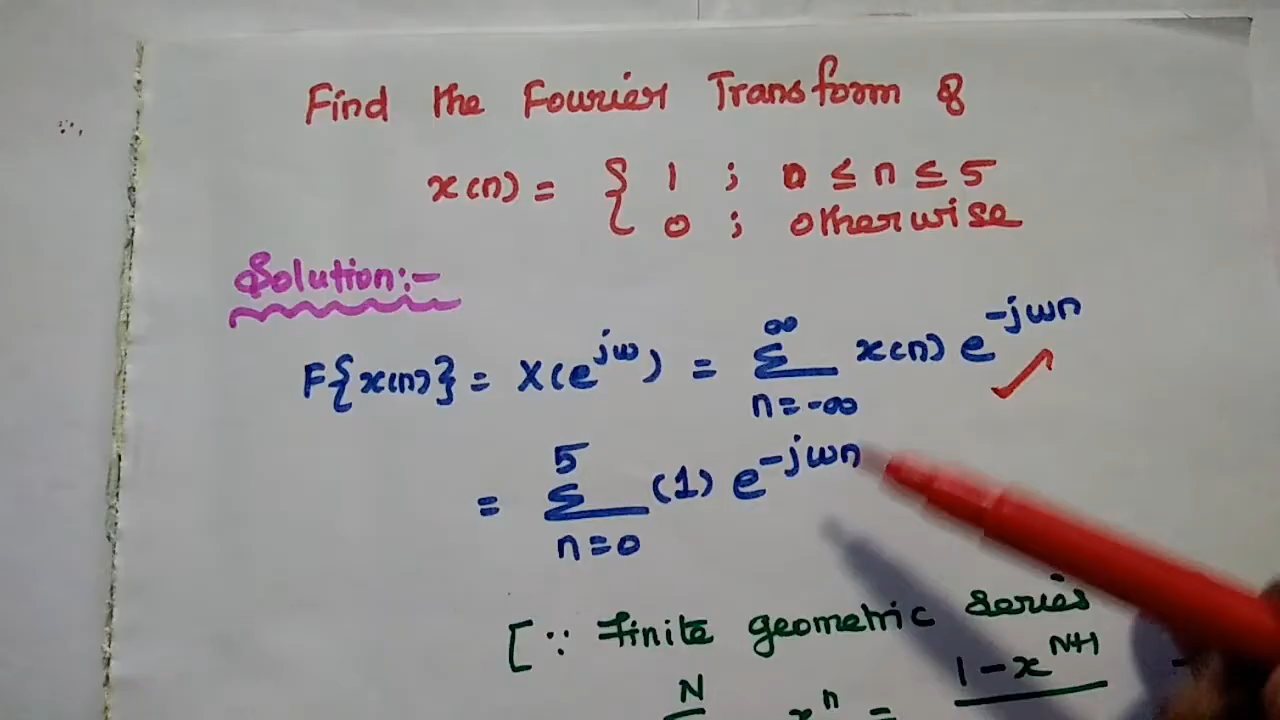 Find the Fourier Transform of
x(n) = { 1 ; 0 ≤ n ≤ 5
{ 0 ; otherwise
Solution:-
F{x(n)} = X(e^jω) = Σ_{n=-∞}^{∞} x(n) e^{-jωn} ✓
= Σ_{n=0}^{5} (1) e^{-jωn}
[∵ finite geometric series
N x^n = 1 - x^{N+1}